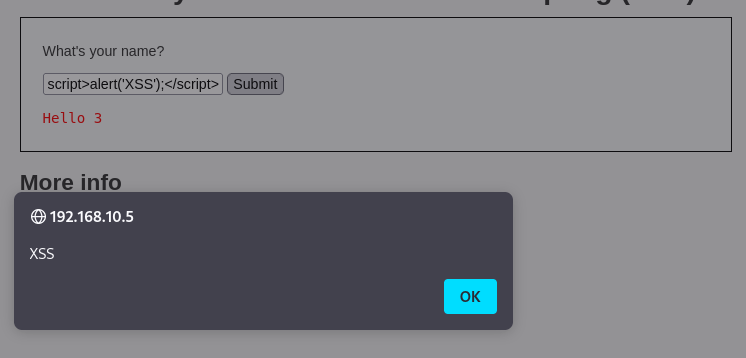 What's your name?
script>alert('XSS');</script> Submit
Hello 3
More info
192.168.10.5
XSS
OK